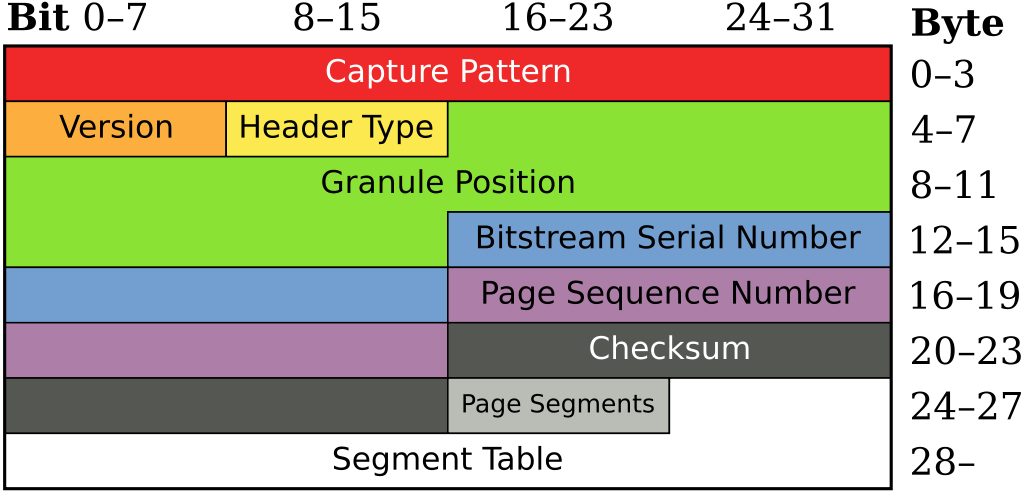 Bit 0–7 8–15 16–23 24–31 Byte
Capture Pattern 0–3
Version Header Type 4–7
Granule Position 8–11
Bitstream Serial Number 12–15
Page Sequence Number 16–19
Checksum 20–23
Page Segments 24–27
Segment Table 28–